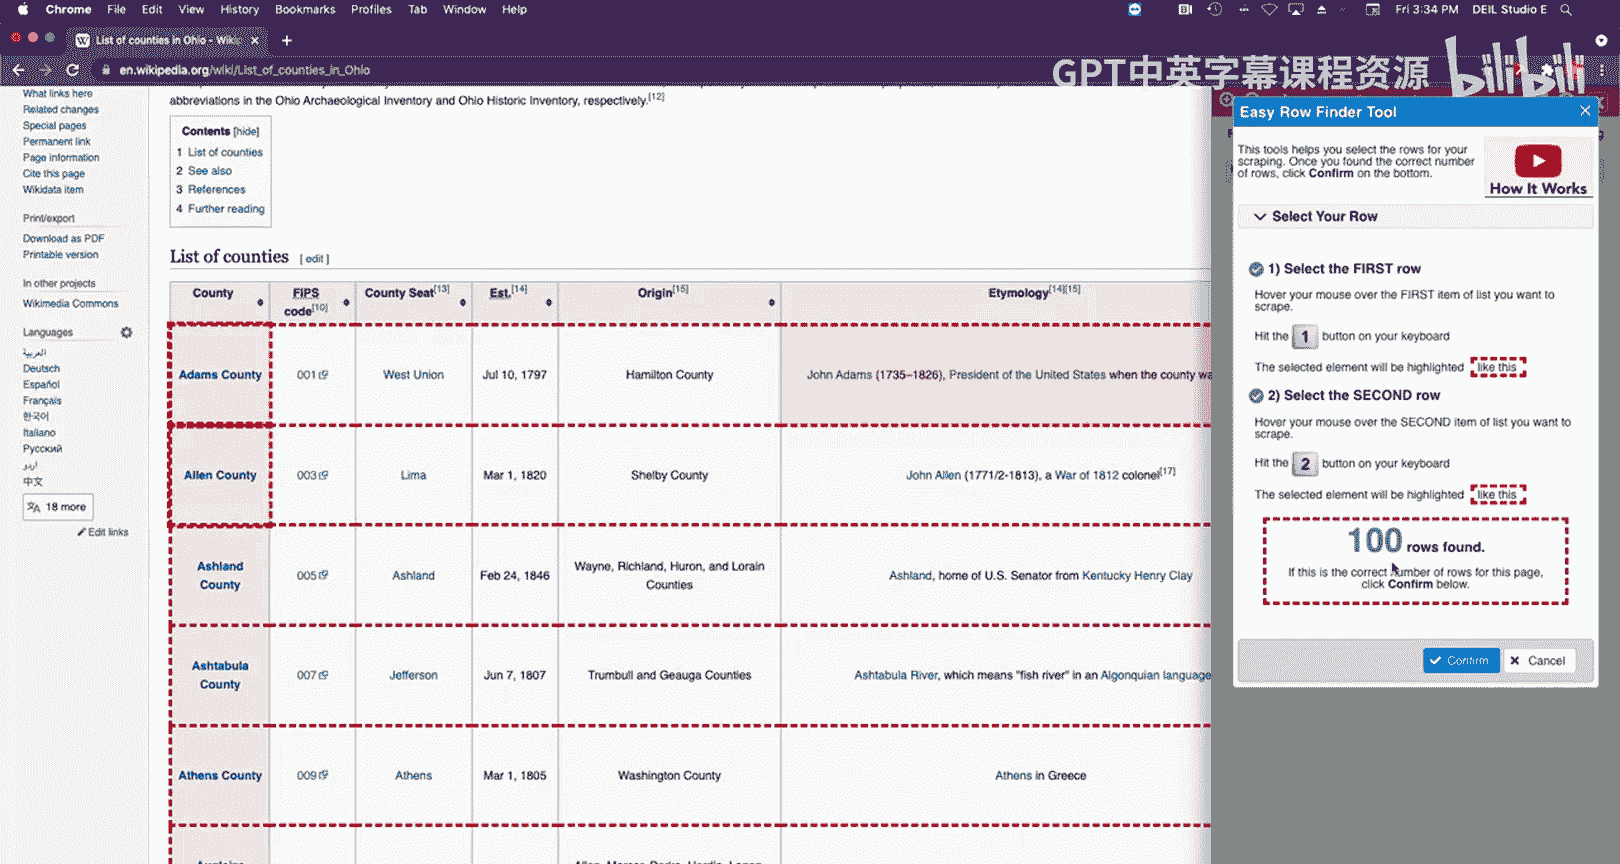 Chrome File Edit View History Bookmarks Profiles Tab Window Help
Fri 3:34 PM DEIL Studio E
List of counties in Ohio - Wiki
en.wikipedia.org/wiki/List_of_counties_in_Ohio
GPT中英字幕课程资源 bilibili
What links here
Related changes
Special pages
Permanent link
Page information
Cite this page
Wikidata item
Print/export
Download as PDF
Printable version
In other projects
Wikimedia Commons
Languages
العربية
Deutsch
Español
Français
한국어
Italiano
Русский
اردو
中文
18 more
Edit links
abbreviations in the Ohio Archaeological Inventory and Ohio Historic Inventory, respectively.[12]
Contents [hide]
1 List of counties
2 See also
3 References
4 Further reading
List of counties [ edit ]
County FIPS code[10] County Seat[13] Est.[14] Origin[15] Etymology[14][15]
Adams County 001 West Union Jul 10, 1797 Hamilton County John Adams (1735–1826), President of the United States when the county wa
Allen County 003 Lima Mar 1, 1820 Shelby County John Allen (1771/2-1813), a War of 1812 colonel[17]
Ashland County 005 Ashland Feb 24, 1846 Wayne, Richland, Huron, and Lorain Counties Ashland, home of U.S. Senator from Kentucky Henry Clay
Ashtabula County 007 Jefferson Jun 7, 1807 Trumbull and Geauga Counties Ashtabula River, which means "fish river" in an Algonquian language
Athens County 009 Athens Mar 1, 1805 Washington County Athens in Greece
Easy Row Finder Tool
This tools helps you select the rows for your
scraping. Once you found the correct number
of rows, click Confirm on the bottom.
How It Works
Select Your Row
1) Select the FIRST row
Hover your mouse over the FIRST item of list you want to
scrape.
Hit the 1 button on your keyboard
The selected element will be highlighted like this
2) Select the SECOND row
Hover your mouse over the SECOND item of list you want to
scrape.
Hit the 2 button on your keyboard
The selected element will be highlighted like this
100 rows found.
If this is the correct number of rows for this page,
click Confirm below.
Confirm Cancel